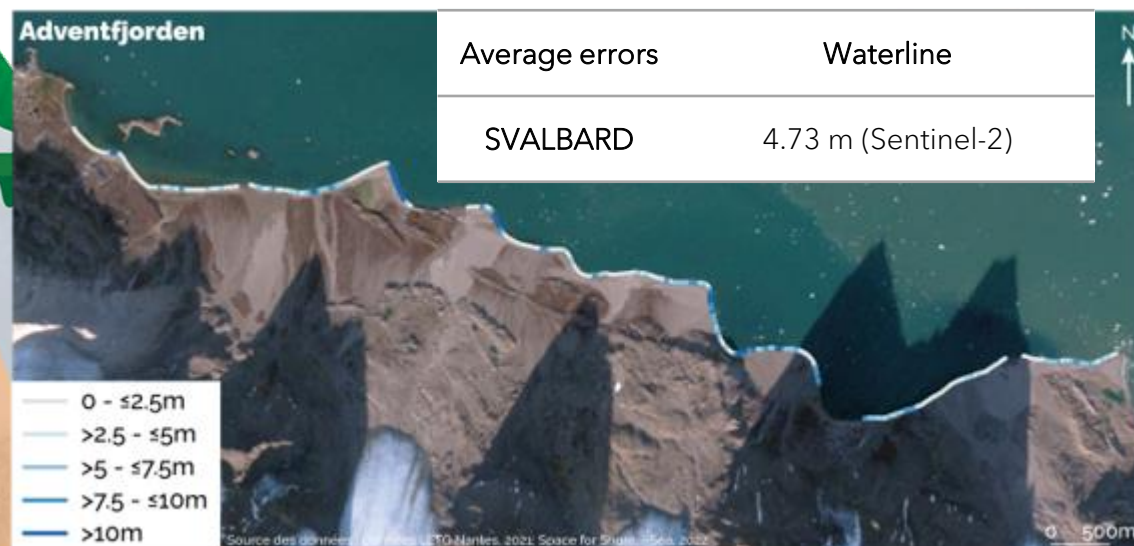 Adventfjorden
Average errors Waterline
SVALBARD 4.73 m (Sentinel-2)
N
0 - ≤2.5m
>2.5 - ≤5m
>5 - ≤7.5m
>7.5 - ≤10m
>10m
Source des données Nantes, 2021, Space for Shore, 2022
0 500m